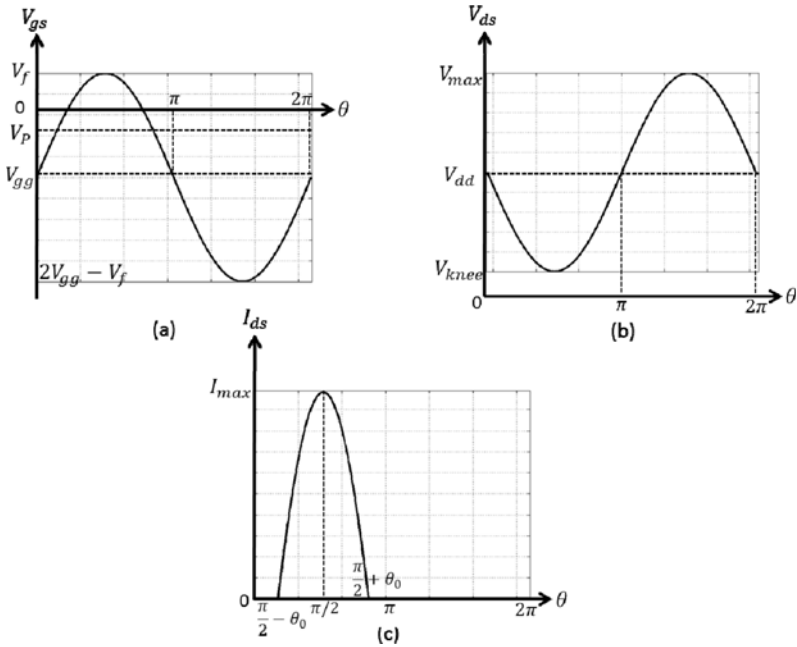 V_gs
V_f
0
V_P
V_gg
2V_gg − V_f
π
2π
θ
(a)
V_ds
V_max
V_dd
V_knee
0
π
2π
θ
(b)
I_ds
I_max
0
π/2 − θ_0
π/2
π/2 + θ_0
π
2π
θ
(c)